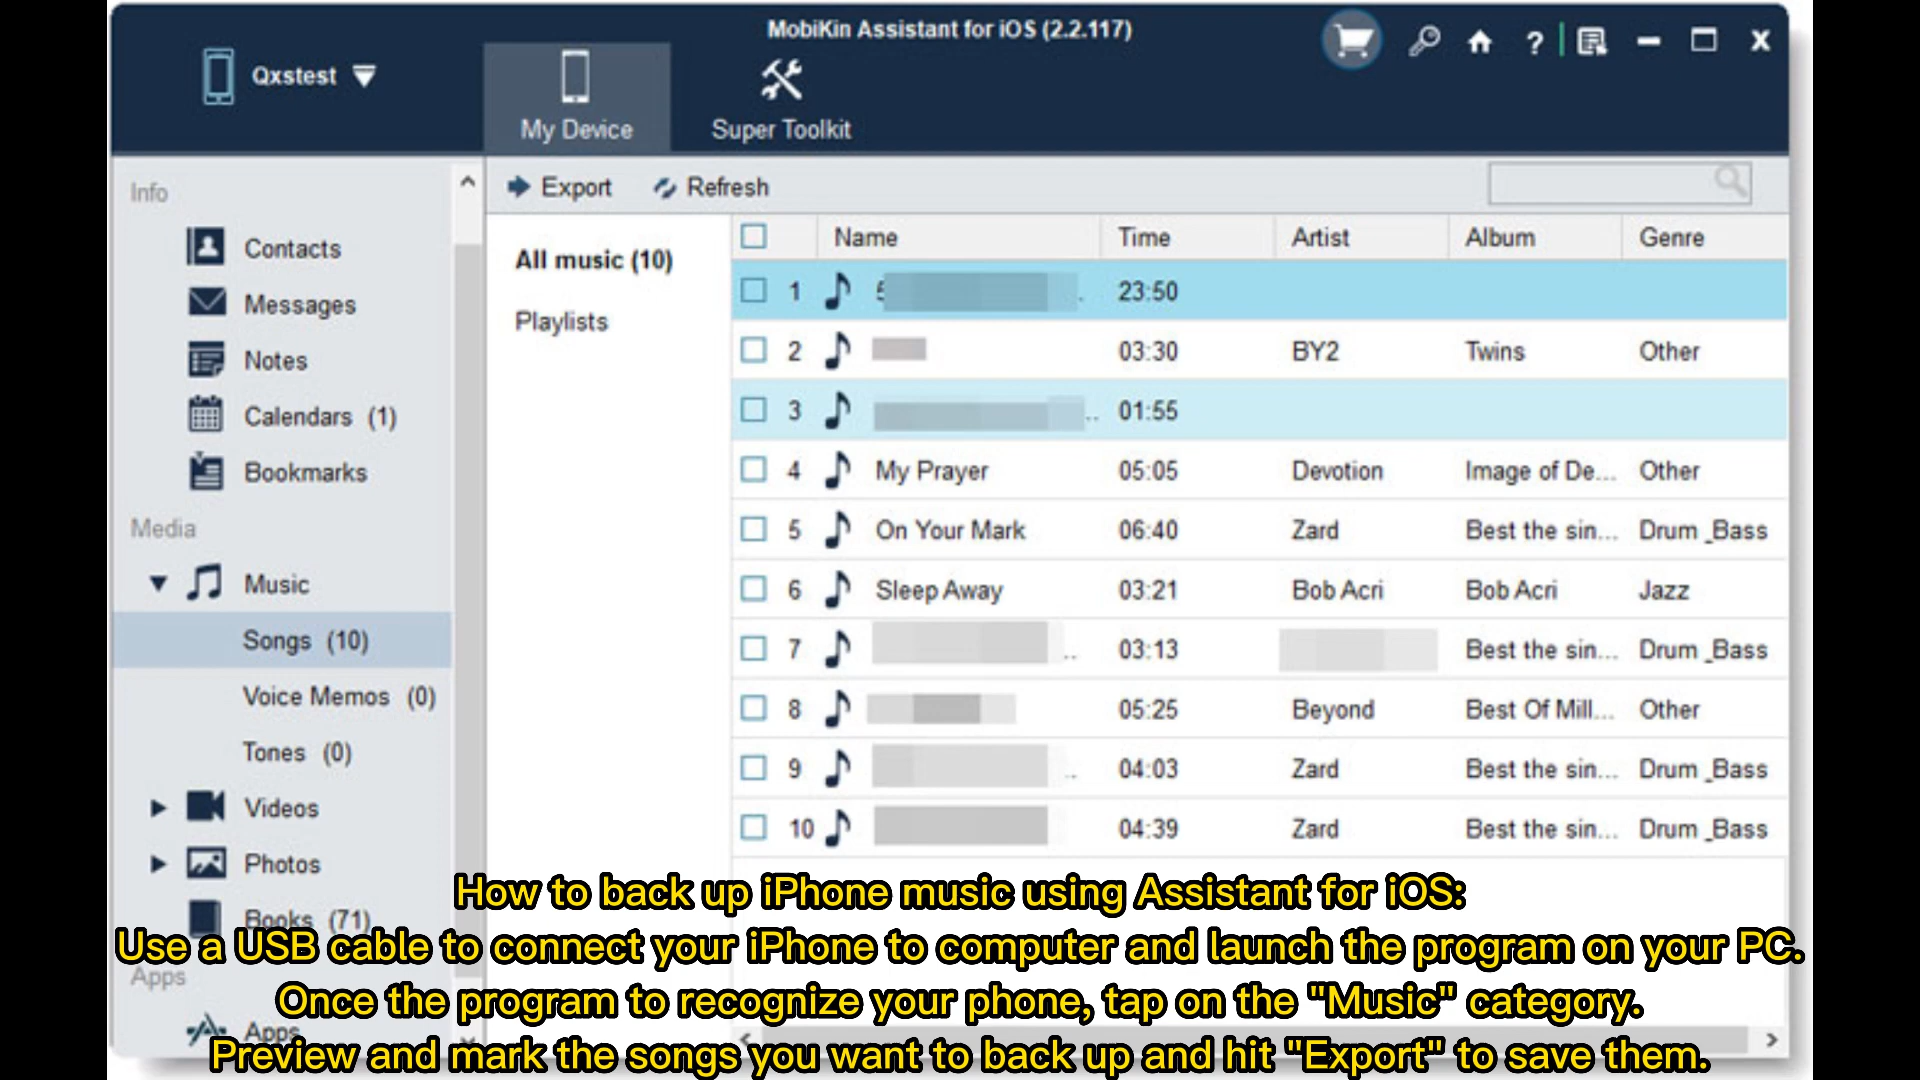 MobiKin Assistant for iOS (2.2.117)
Qxstest
My Device
Super Toolkit
?
Info
Contacts
Messages
Notes
Calendars (1)
Bookmarks
Media
Music
Songs (10)
Voice Memos (0)
Tones (0)
Videos
Photos
Books (71)
Apps
Apps
Export
Refresh
All music (10)
Playlists
Name Time Artist Album Genre
1 23:50
2 03:30 BY2 Twins Other
3 .. 01:55
4 My Prayer 05:05 Devotion Image of De... Other
5 On Your Mark 06:40 Zard Best the sin... Drum_Bass
6 Sleep Away 03:21 Bob Acri Bob Acri Jazz
7 .. 03:13 Best the sin... Drum_Bass
8 05:25 Beyond Best Of Mill... Other
9 .. 04:03 Zard Best the sin... Drum_Bass
10 04:39 Zard Best the sin... Drum_Bass
How to back up iPhone music using Assistant for iOS:
Use a USB cable to connect your iPhone to computer and launch the program on your PC.
Once the program to recognize your phone, tap on the "Music" category.
Preview and mark the songs you want to back up and hit "Export" to save them.